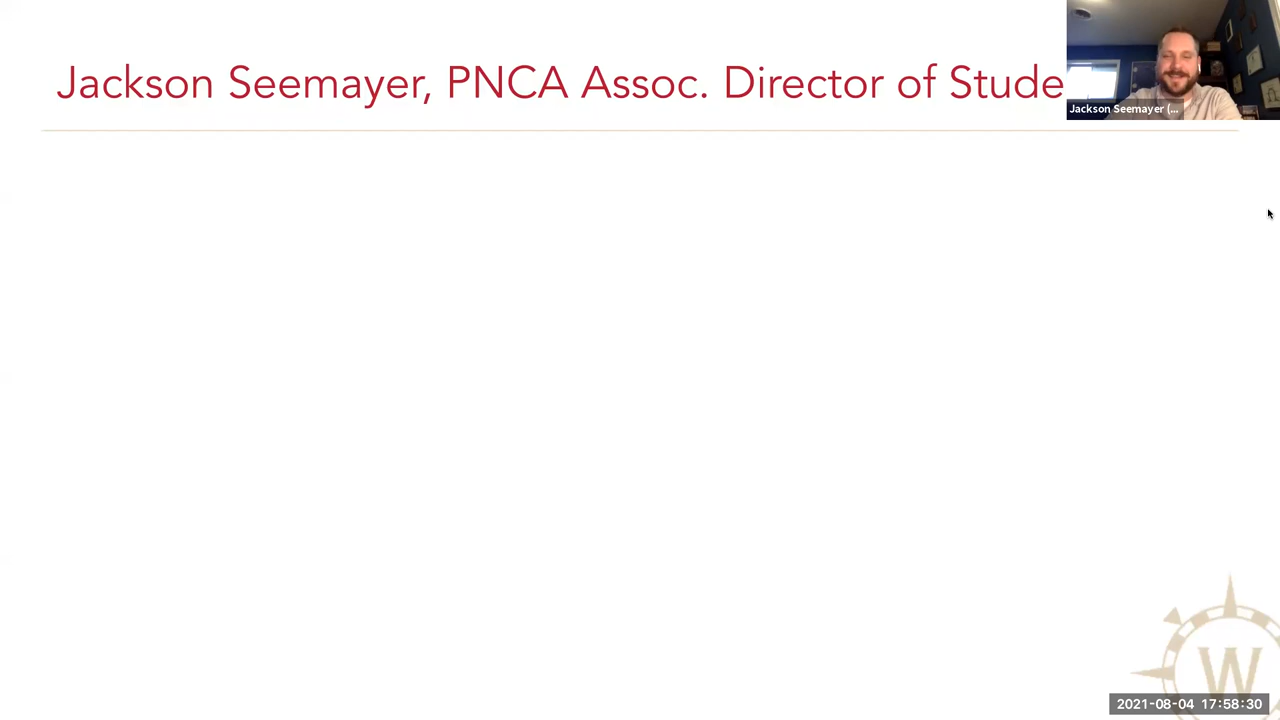 Jackson Seemayer, PNCA Assoc. Director of Stude
Jackson Seemayer (...
W
2021-08-04 17:58:30